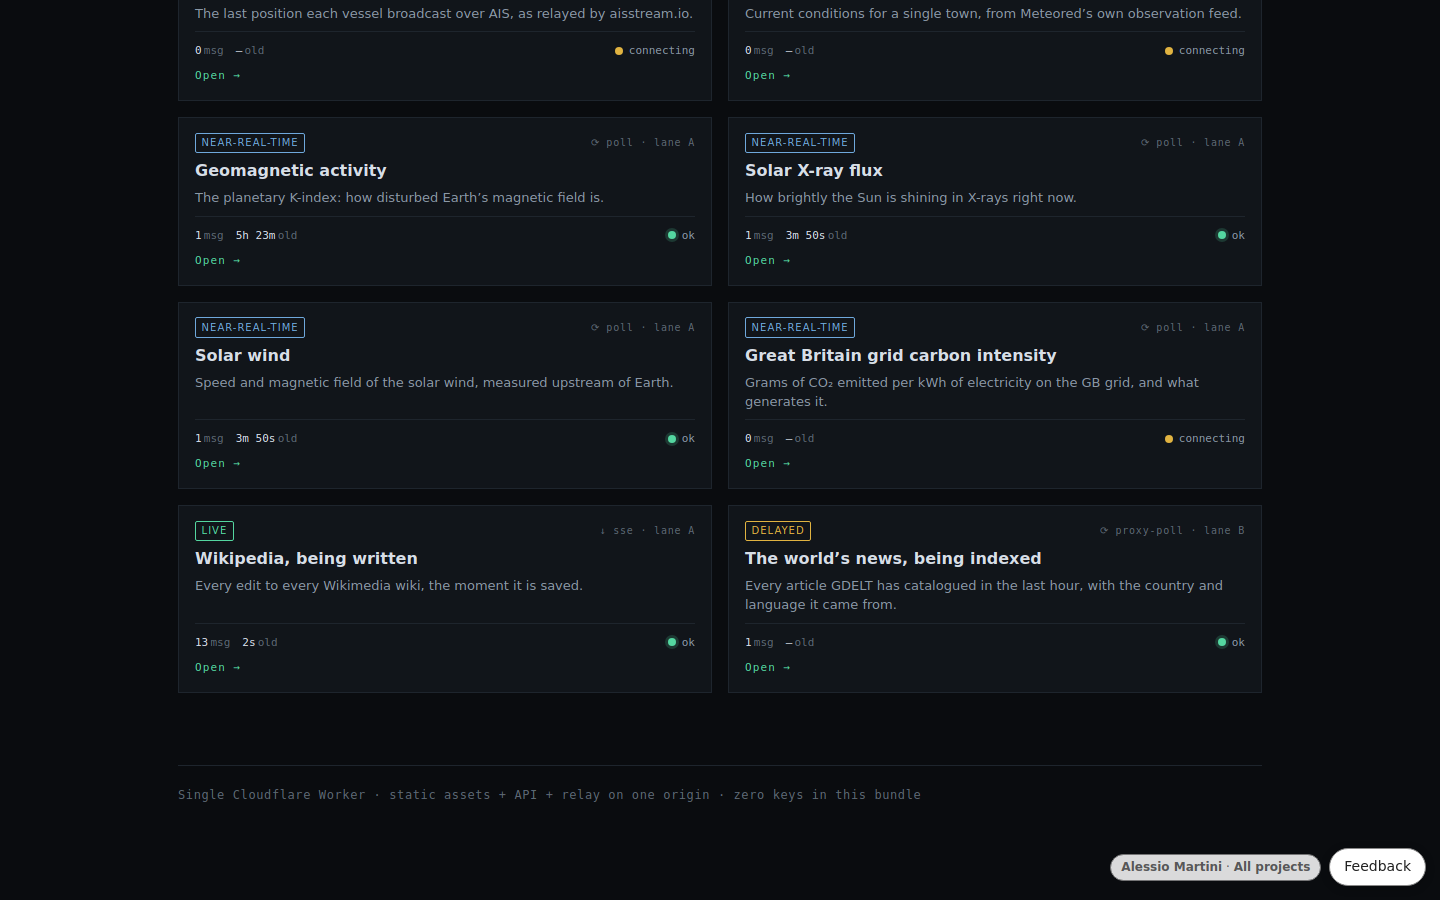 The last position each vessel broadcast over AIS, as relayed by aisstream.io.
0 msg – old connecting
Open →
Current conditions for a single town, from Meteored’s own observation feed.
0 msg – old connecting
Open →
NEAR-REAL-TIME ⟳ poll · lane A
Geomagnetic activity
The planetary K-index: how disturbed Earth’s magnetic field is.
1 msg 5h 23m old ok
Open →
NEAR-REAL-TIME ⟳ poll · lane A
Solar X-ray flux
How brightly the Sun is shining in X-rays right now.
1 msg 3m 50s old ok
Open →
NEAR-REAL-TIME ⟳ poll · lane A
Solar wind
Speed and magnetic field of the solar wind, measured upstream of Earth.
1 msg 3m 50s old ok
Open →
NEAR-REAL-TIME ⟳ poll · lane A
Great Britain grid carbon intensity
Grams of CO₂ emitted per kWh of electricity on the GB grid, and what
generates it.
0 msg – old connecting
Open →
LIVE ↓ sse · lane A
Wikipedia, being written
Every edit to every Wikimedia wiki, the moment it is saved.
13 msg 2s old ok
Open →
DELAYED ⟳ proxy-poll · lane B
The world’s news, being indexed
Every article GDELT has catalogued in the last hour, with the country and
language it came from.
1 msg – old ok
Open →
Single Cloudflare Worker · static assets + API + relay on one origin · zero keys in this bundle
Alessio Martini · All projects
Feedback